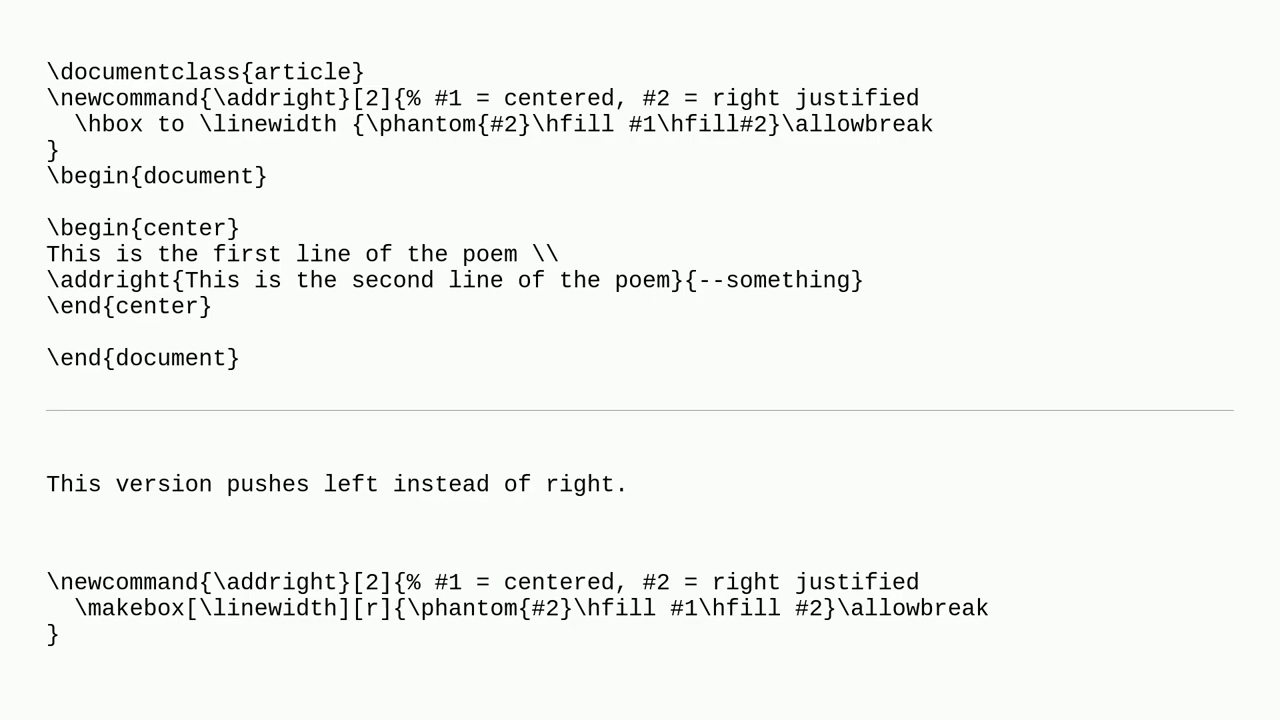 \documentclass{article}
\newcommand{\addright}[2]{% #1 = centered, #2 = right justified
  \hbox to \linewidth {\phantom{#2}\hfill #1\hfill#2}\allowbreak
}
\begin{document}

\begin{center}
This is the first line of the poem \\
\addright{This is the second line of the poem}{--something}
\end{center}

\end{document}

This version pushes left instead of right.

\newcommand{\addright}[2]{% #1 = centered, #2 = right justified
  \makebox[\linewidth][r]{\phantom{#2}\hfill #1\hfill #2}\allowbreak
}